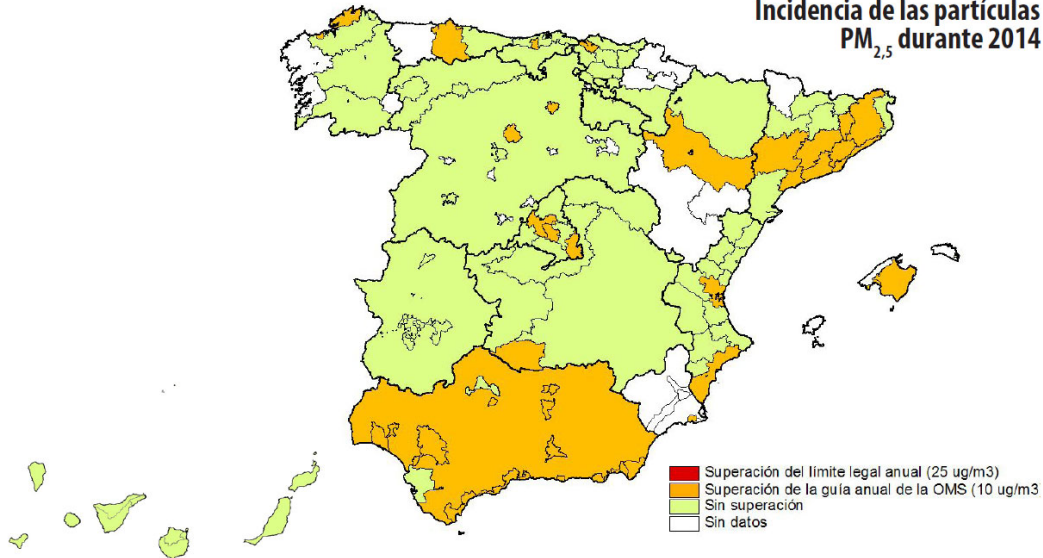 Incidencia de las partículas
PM2,5 durante 2014
Superación del límite legal anual (25 ug/m3)
Superación de la guía anual de la OMS (10 ug/m3
Sin superación
Sin datos